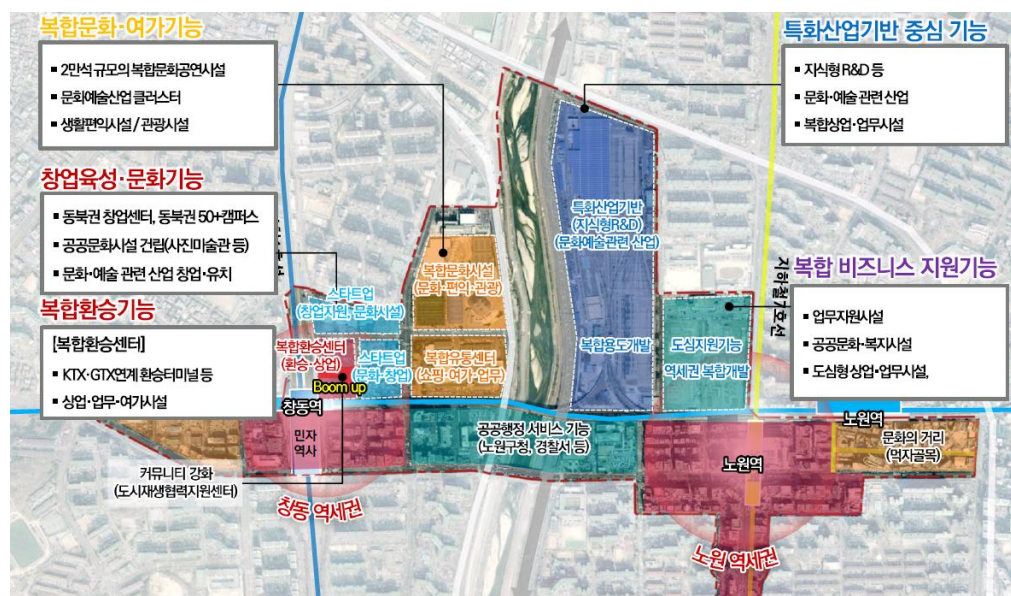 복합문화·여가기능
▪ 2만석 규모의 복합문화공연시설
▪ 문화예술산업 클러스터
▪ 생활편익시설 / 관광시설
창업육성·문화기능
▪ 동북권 창업센터, 동북권 50+캠퍼스
▪ 공공문화시설 건립(사진미술관 등)
▪ 문화·예술 관련 산업 창업·유치
복합환승기능
[복합환승센터]
▪ KTX·GTX연계 환승터미널 등
▪ 상업·업무·여가시설
특화산업기반 중심 기능
▪ 지식형 R&D 등
▪ 문화·예술 관련 산업
▪ 복합상업·업무시설
복합 비즈니스 지원기능
▪ 업무지원시설
▪ 공공문화·복지시설
▪ 도심형 상업·업무시설,
지하철7호선
특화산업기반
(지식형R&D)
(문화예술관련 산업)
복합용도개발
복합문화시설
(문화·편익·관광)
스타트업
(창업지원, 문화시설)
복합환승센터
(환승·상업)
Boom up
스타트업
(문화·창업)
복합유통센터
(쇼핑·여가·업무)
도심지원기능
역세권 복합개발
창동역
민자
역사
공공행정 서비스 기능
(노원구청, 경찰서 등)
노원역
노원역
문화의 거리
(먹자골목)
커뮤니티 강화
(도시재생협력지원센터)
창동 역세권
노원 역세권